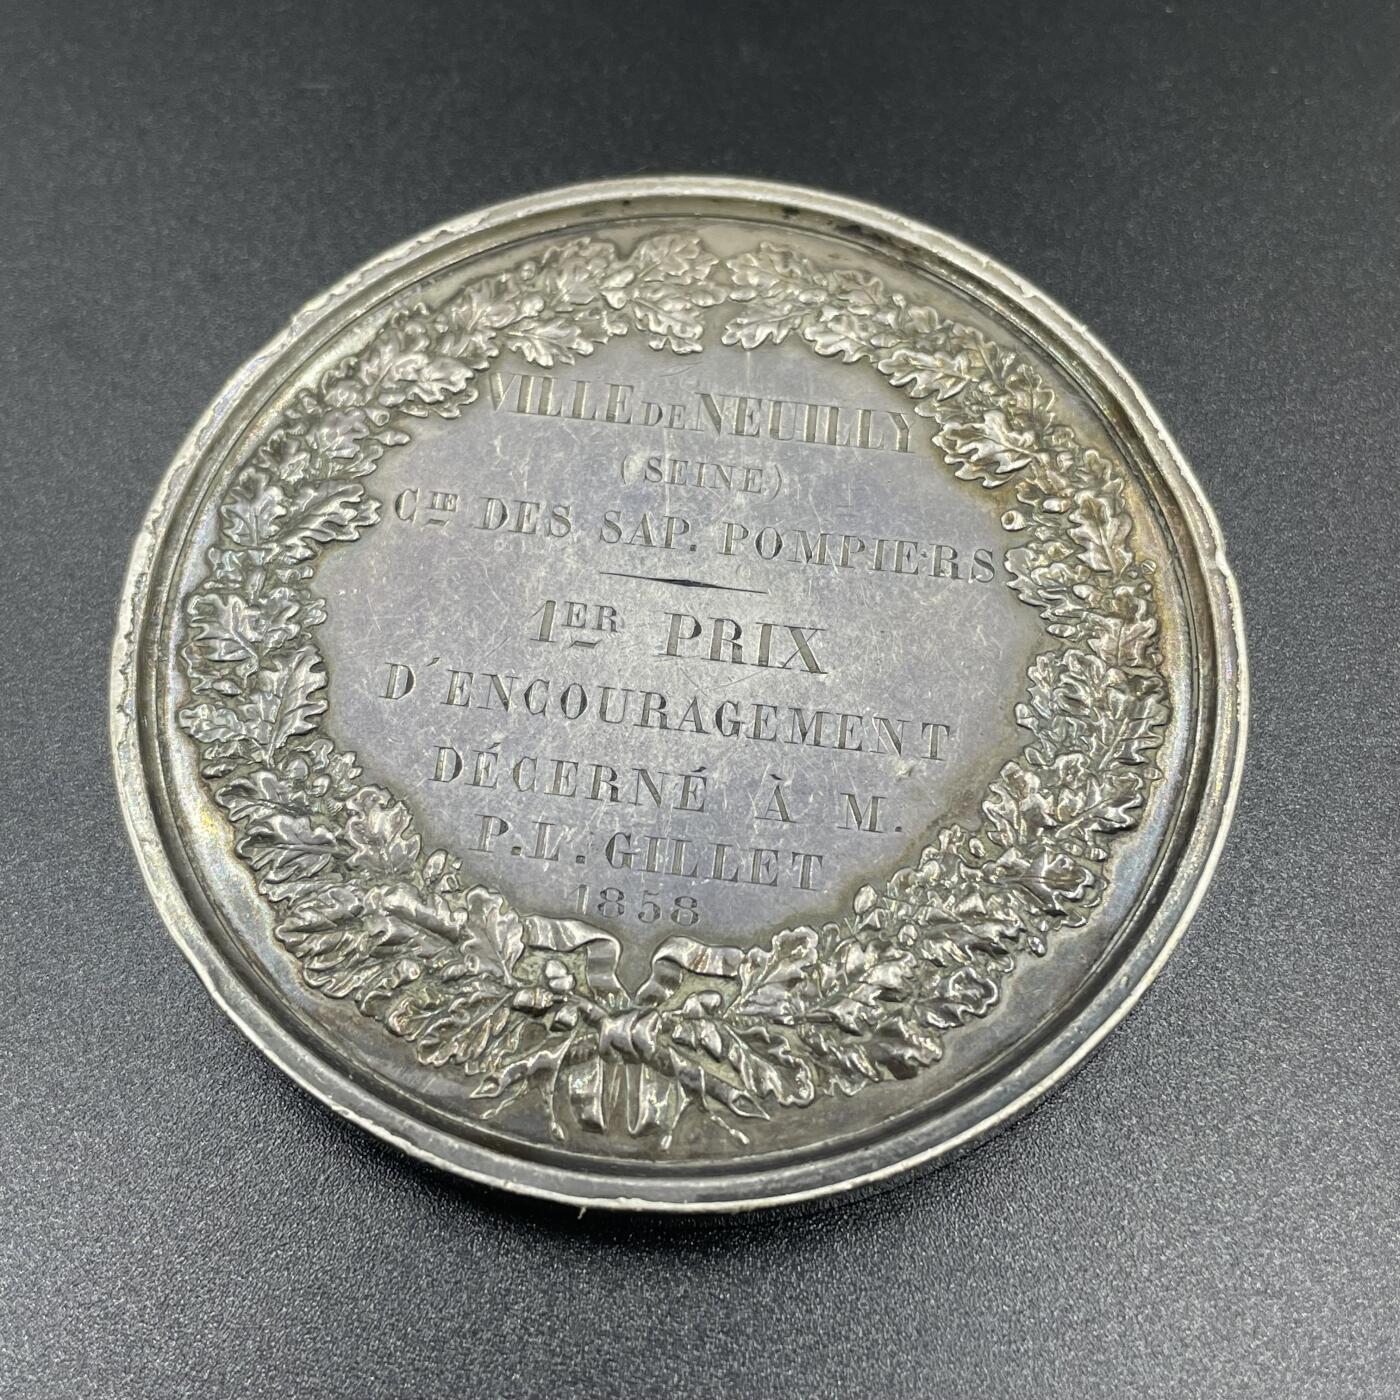 VILLE DE NEUILLY
(SEINE)
CIE DES SAP. POMPIERS
1ER PRIX
D'ENCOURAGEMENT
DÉCERNÉ À M.
P.L. GILLET
1858